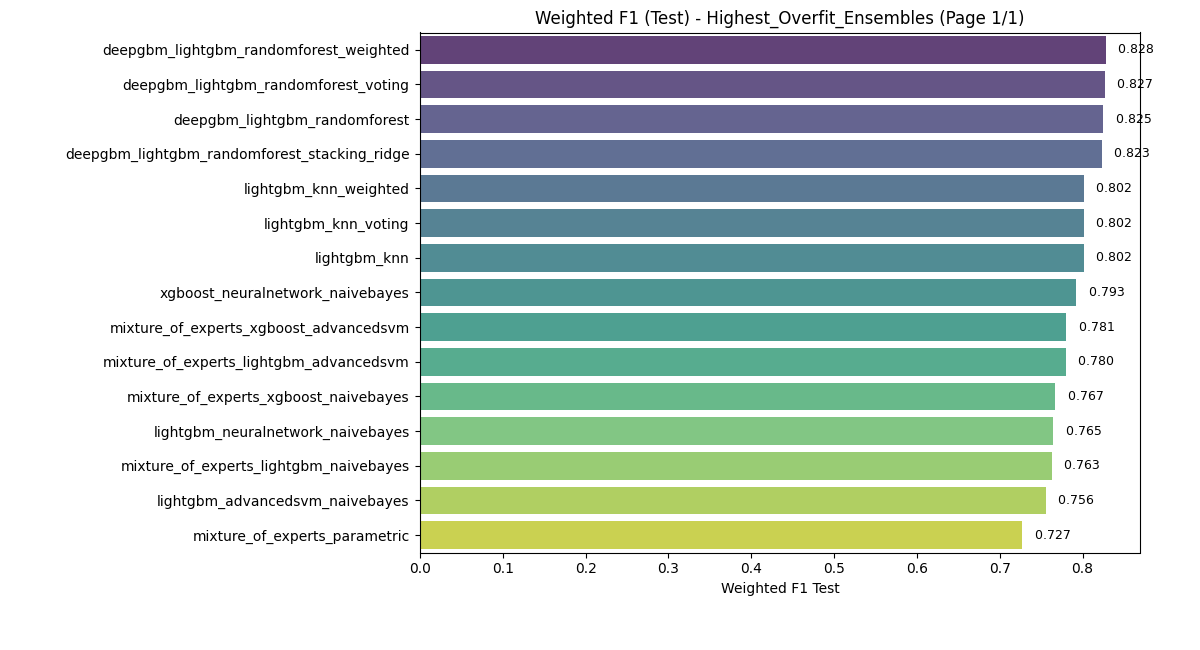 Weighted F1 (Test) - Highest_Overfit_Ensembles (Page 1/1)
deepgbm_lightgbm_randomforest_weighted 0.828
deepgbm_lightgbm_randomforest_voting 0.827
deepgbm_lightgbm_randomforest 0.825
deepgbm_lightgbm_randomforest_stacking_ridge 0.823
lightgbm_knn_weighted 0.802
lightgbm_knn_voting 0.802
lightgbm_knn 0.802
xgboost_neuralnetwork_naivebayes 0.793
mixture_of_experts_xgboost_advancedsvm 0.781
mixture_of_experts_lightgbm_advancedsvm 0.780
mixture_of_experts_xgboost_naivebayes 0.767
lightgbm_neuralnetwork_naivebayes 0.765
mixture_of_experts_lightgbm_naivebayes 0.763
lightgbm_advancedsvm_naivebayes 0.756
mixture_of_experts_parametric 0.727
0.0 0.1 0.2 0.3 0.4 0.5 0.6 0.7 0.8
Weighted F1 Test